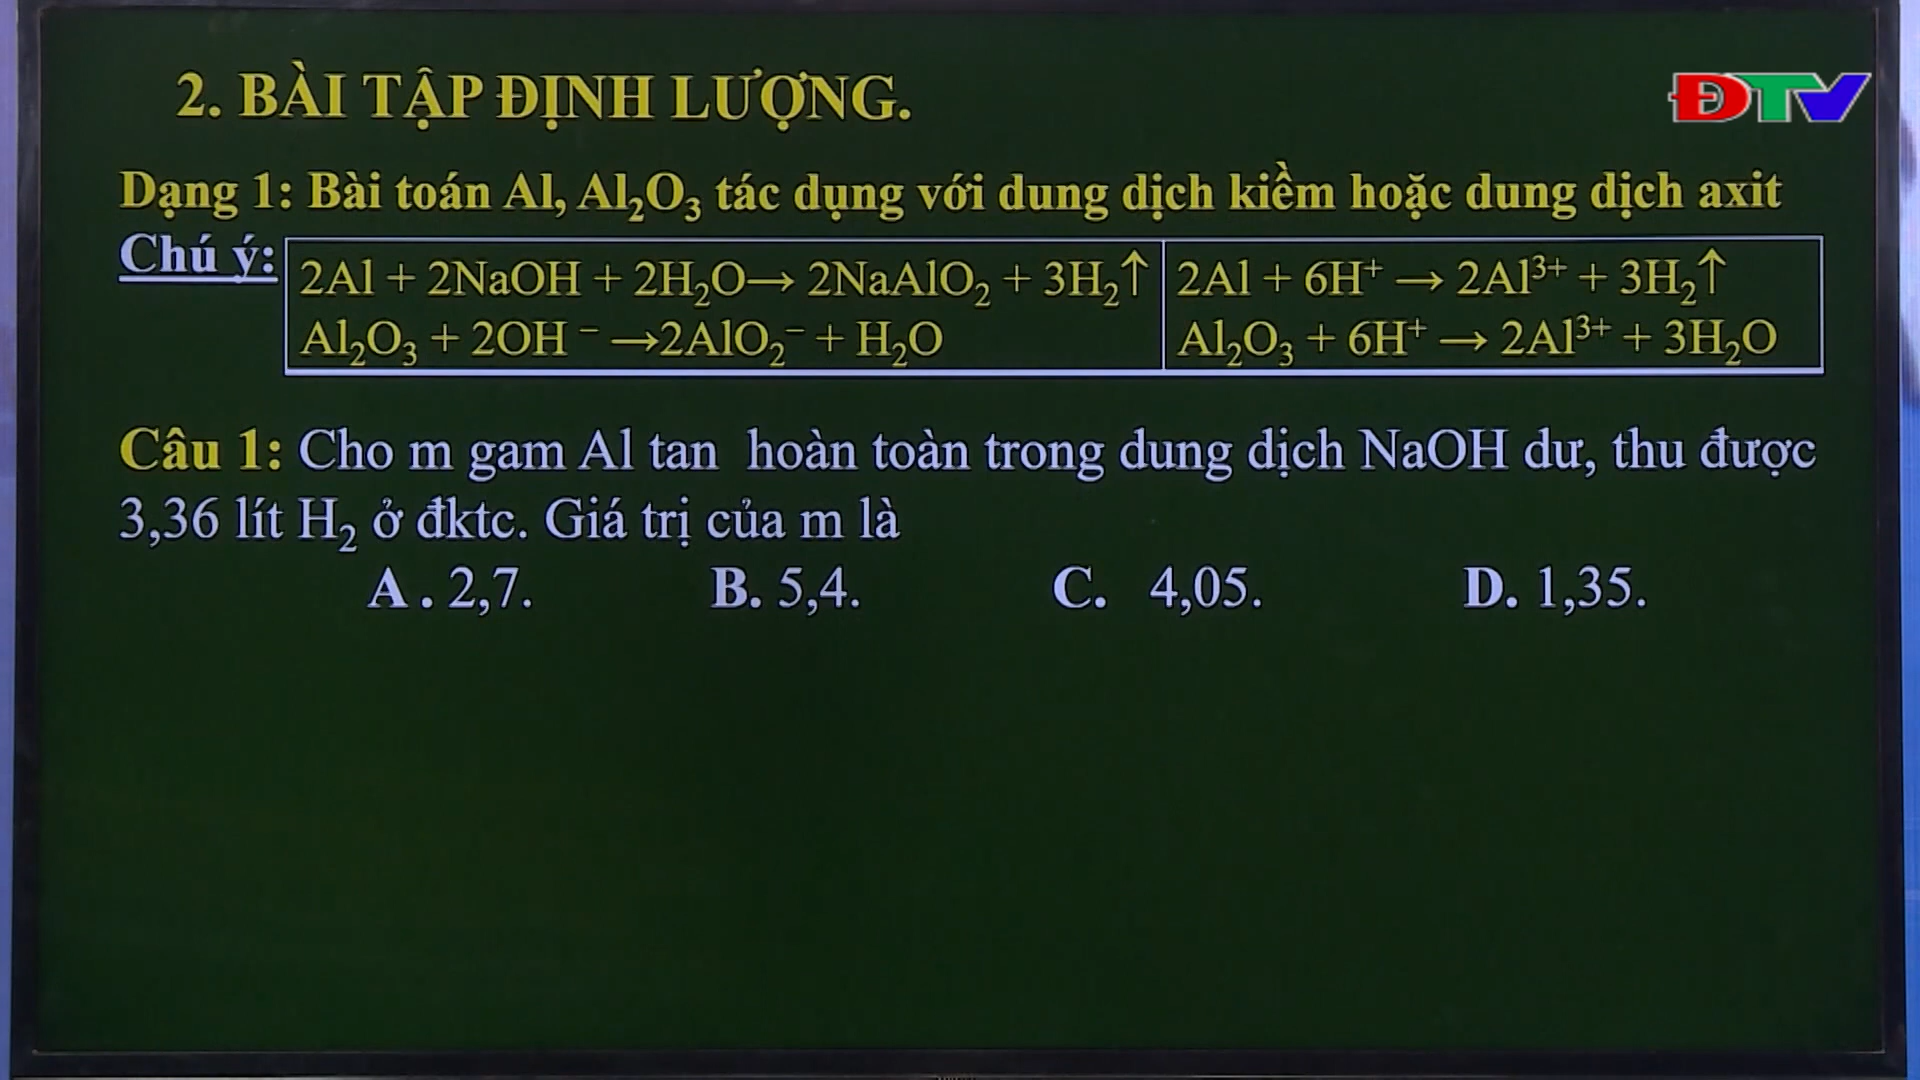 2. BÀI TẬP ĐỊNH LƯỢNG.
ĐTV
Dạng 1: Bài toán Al, Al₂O₃ tác dụng với dung dịch kiềm hoặc dung dịch axit
Chú ý:
2Al + 2NaOH + 2H₂O→ 2NaAlO₂ + 3H₂↑
Al₂O₃ + 2OH ⁻ →2AlO₂⁻ + H₂O
2Al + 6H⁺ → 2Al³⁺ + 3H₂↑
Al₂O₃ + 6H⁺ → 2Al³⁺ + 3H₂O
Câu 1: Cho m gam Al tan hoàn toàn trong dung dịch NaOH dư, thu được
3,36 lít H₂ ở đktc. Giá trị của m là
A . 2,7. B. 5,4. C. 4,05. D. 1,35.